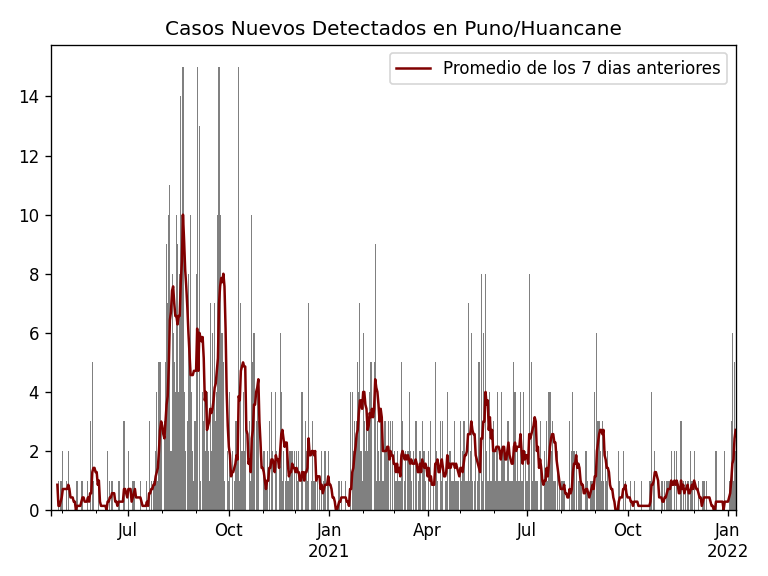 Casos Nuevos Detectados en Puno/Huancane
Promedio de los 7 dias anteriores
14
12
10
8
6
4
2
0
Jul
Oct
Jan
2021
Apr
Jul
Oct
Jan
2022